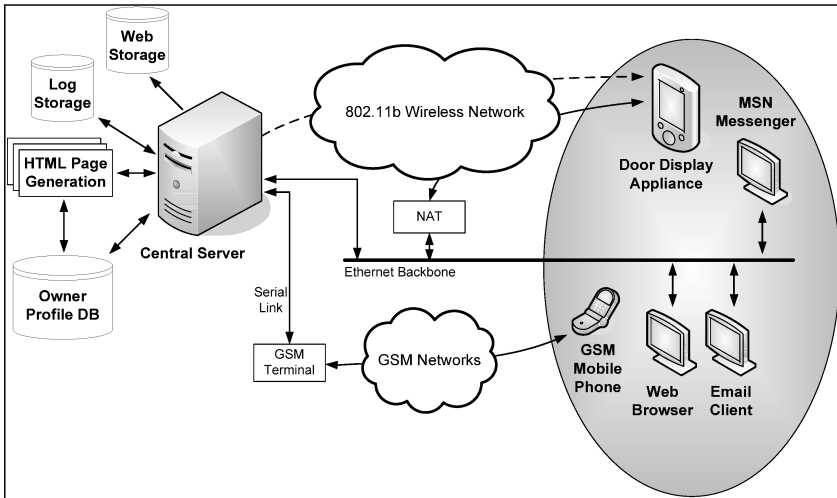 Web
Storage
Log
Storage
HTML Page
Generation
Owner
Profile DB
Central Server
802.11b Wireless Network
NAT
Ethernet Backbone
Serial
Link
GSM
Terminal
GSM Networks
Door Display
Appliance
MSN
Messenger
GSM
Mobile
Phone
Web
Browser
Email
Client